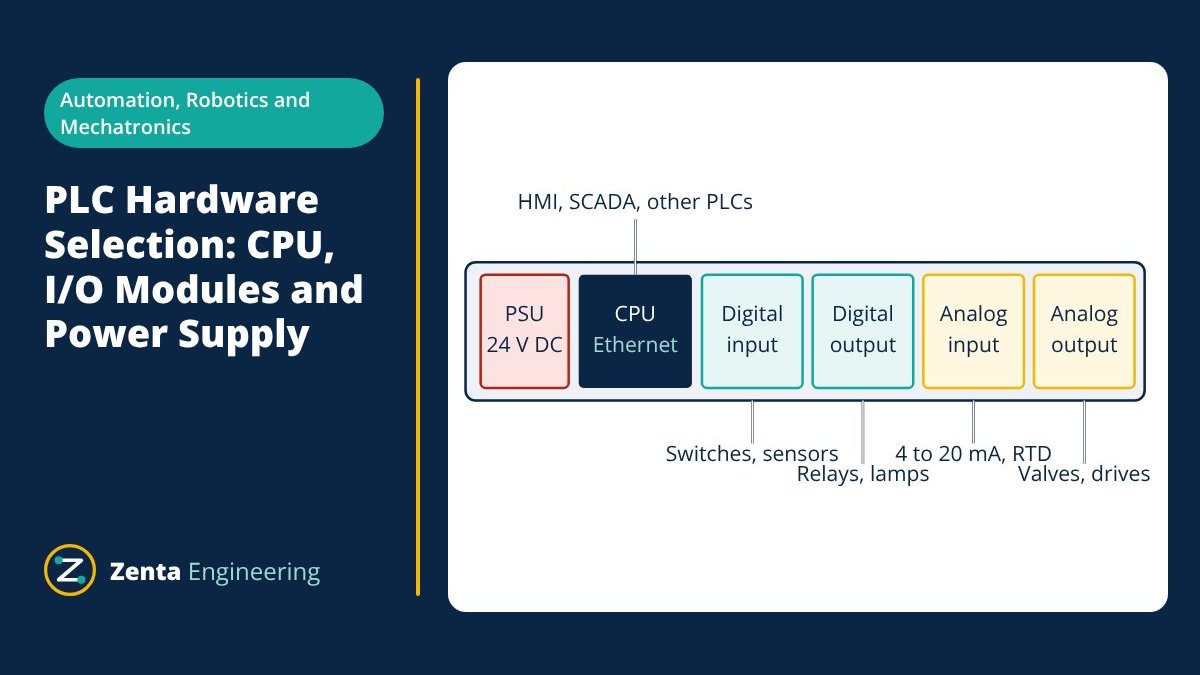 Automation, Robotics and
Mechatronics
PLC Hardware
Selection: CPU,
I/O Modules and
Power Supply
Zenta Engineering
HMI, SCADA, other PLCs
PSU
24 V DC
CPU
Ethernet
Digital
input
Digital
output
Analog
input
Analog
output
Switches, sensors
Relays, lamps
4 to 20 mA, RTD
Valves, drives